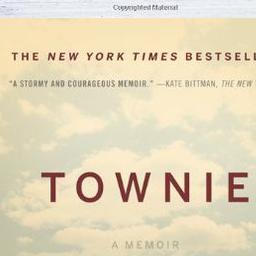 Copyrighted Material
THE NEW YORK TIMES BESTSELL
"A STORMY AND COURAGEOUS MEMOIR." —KATE BITTMAN, THE NEW
TOWNIE
A MEMOIR